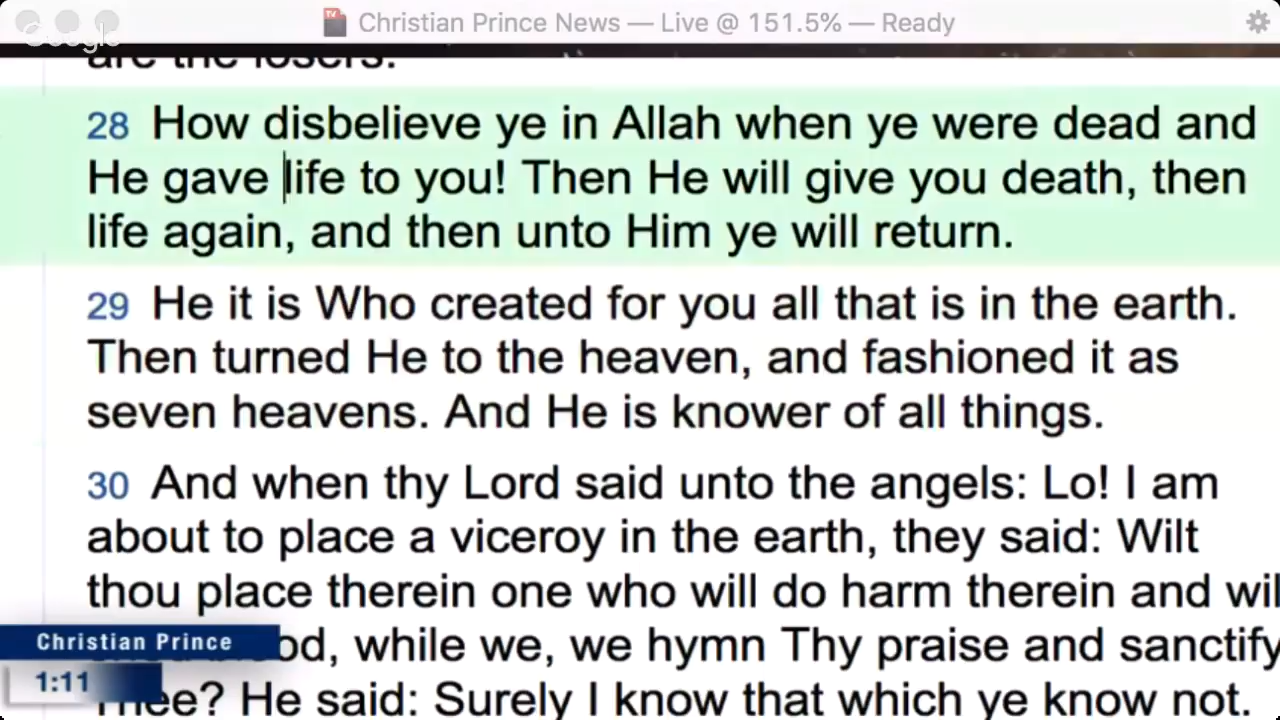 Christian Prince News — Live @ 151.5% — Ready
Google
are the losers.
28 How disbelieve ye in Allah when ye were dead and
He gave life to you! Then He will give you death, then
life again, and then unto Him ye will return.
29 He it is Who created for you all that is in the earth.
Then turned He to the heaven, and fashioned it as
seven heavens. And He is knower of all things.
30 And when thy Lord said unto the angels: Lo! I am
about to place a viceroy in the earth, they said: Wilt
thou place therein one who will do harm therein and wil
Christian Prince
while we, we hymn Thy praise and sanctify
1:11
Thee? He said: Surely I know that which ye know not.